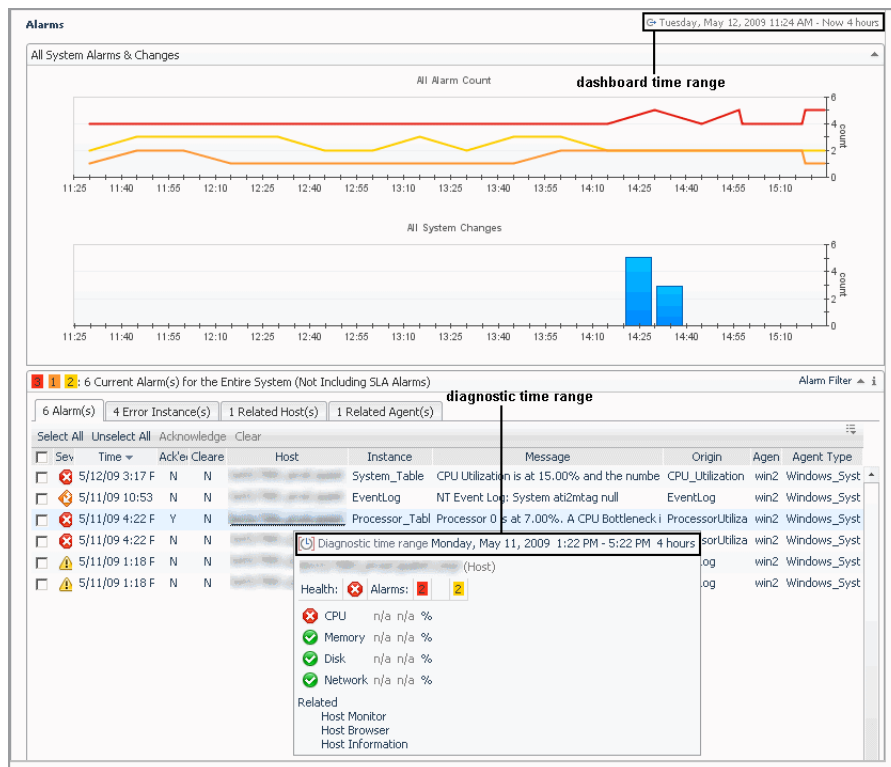 Alarms
Tuesday, May 12, 2009 11:24 AM - Now 4 hours
All System Alarms & Changes
dashboard time range
All Alarm Count
6
4
2
0
count
11:25 11:40 11:55 12:10 12:25 12:40 12:55 13:10 13:25 13:40 13:55 14:10 14:25 14:40 14:55 15:10
All System Changes
6
4
2
0
count
11:25 11:40 11:55 12:10 12:25 12:40 12:55 13:10 13:25 13:40 13:55 14:10 14:25 14:40 14:55 15:10
3 1 2 : 6 Current Alarm(s) for the Entire System (Not Including SLA Alarms) Alarm Filter i
diagnostic time range
6 Alarm(s) 4 Error Instance(s) 1 Related Host(s) 1 Related Agent(s)
Select All Unselect All Acknowledge Clear
Sev Time Ack'e Cleare Host Instance Message Origin Agen Agent Type
5/12/09 3:17 P N N System_Table CPU Utilization is at 15.00% and the numbe CPU_Utilization win2 Windows_Syst
5/11/09 10:53 N N EventLog NT Event Log: System ati2mtag null EventLog win2 Windows_Syst
5/11/09 4:22 P Y N Processor_Tabl Processor 0 is at 7.00%. A CPU Bottleneck i ProcessorUtiliza win2 Windows_Syst
5/11/09 4:22 P N N sorUtiliza win2 Windows_Syst
5/11/09 1:18 P N N og win2 Windows_Syst
5/11/09 1:18 P N N og win2 Windows_Syst
Diagnostic time range Monday, May 11, 2009 1:22 PM - 5:22 PM 4 hours
(Host)
Health: Alarms: 2 2
CPU n/a n/a %
Memory n/a n/a %
Disk n/a n/a %
Network n/a n/a %
Related
Host Monitor
Host Browser
Host Information